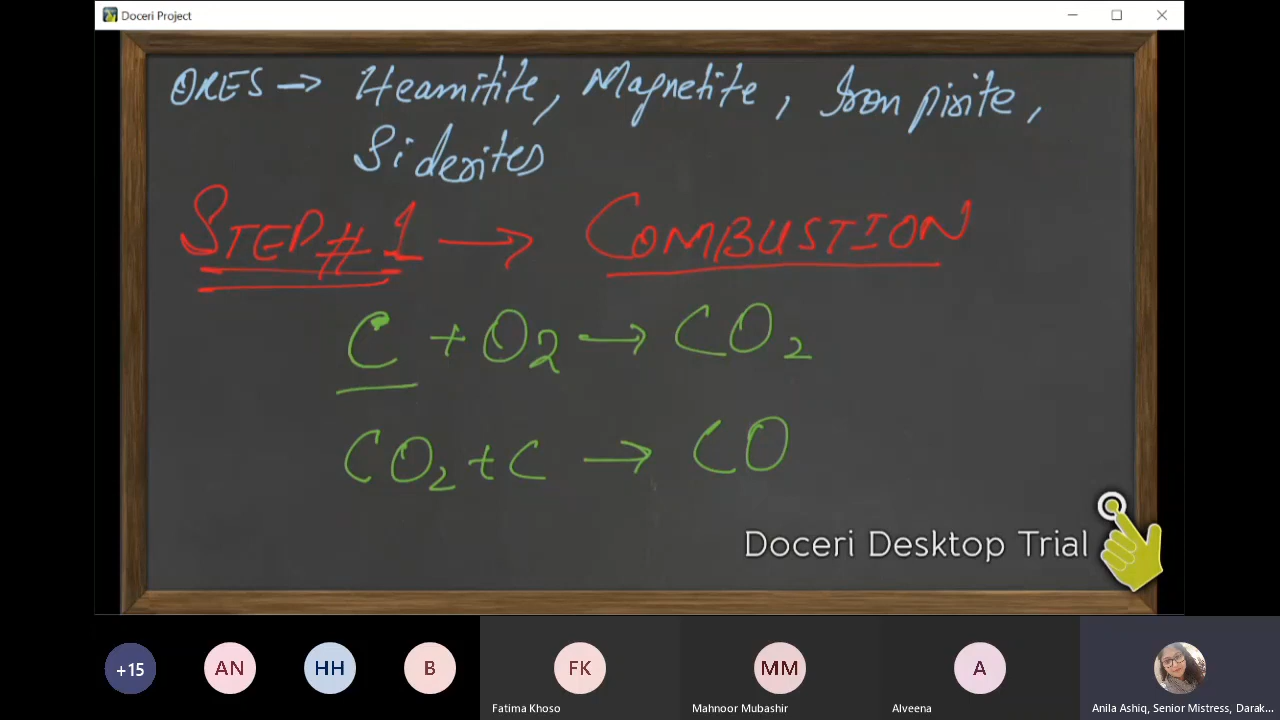 Doceri Project
ORES → Heamitite, Magnetite, Iron pirite,
Siderites
STEP # 1 → COMBUSTION
C + O2 → CO2
CO2 + C → CO
Doceri Desktop Trial
+15 AN HH B FK MM A
Fatima Khoso Mahnoor Mubashir Alveena Anila Ashiq, Senior Mistress, Darak...